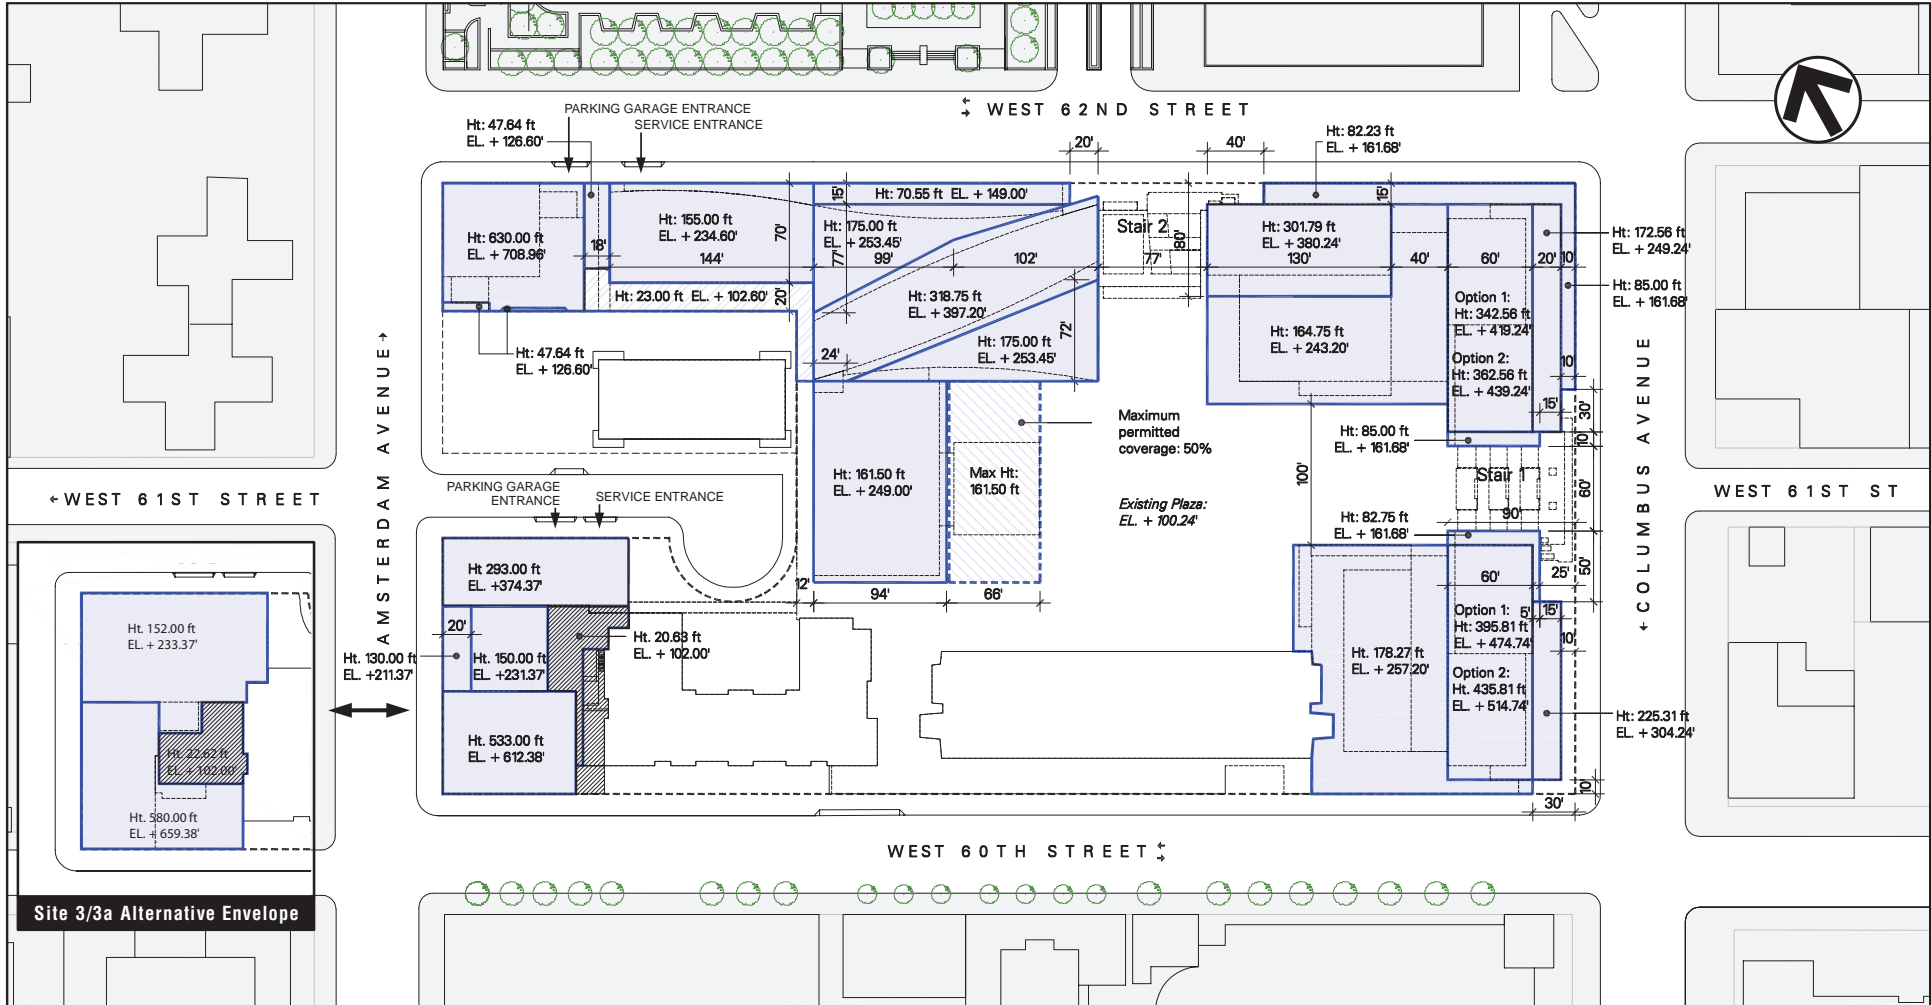 WEST 62ND STREET
PARKING GARAGE ENTRANCE
SERVICE ENTRANCE
Ht: 47.64 ft
EL. + 126.60'
20'
40'
Ht: 82.23 ft
EL. + 161.68'
15'
Ht: 70.55 ft EL. + 149.00'
15'
Ht: 630.00 ft
EL. + 708.96'
18'
Ht: 155.00 ft
EL. + 234.60'
70'
144'
Ht: 175.00 ft
EL. + 253.45'
77'
99'
102'
Stair 2
80'
77'
Ht: 301.79 ft
EL. + 380.24'
130'
40'
60'
20'
10'
Ht: 172.56 ft
EL. + 249.24'
Ht: 85.00 ft
EL. + 161.68'
Ht: 23.00 ft EL. + 102.60'
20'
Ht: 318.75 ft
EL. + 397.20'
72'
Ht: 175.00 ft
EL. + 253.45'
24'
Ht: 164.75 ft
EL. + 243.20'
Option 1:
Ht: 342.56 ft
EL. + 419.24'
Option 2:
Ht: 362.56 ft
EL. + 439.24'
10'
15'
30'
10'
Ht: 47.64 ft
EL. + 126.60'
AMSTERDAM AVENUE
COLUMBUS AVENUE
Maximum
permitted
coverage: 50%
Ht: 85.00 ft
EL. + 161.68'
100'
Stair 1
60'
90'
WEST 61ST STREET
WEST 61ST ST
PARKING GARAGE
ENTRANCE
SERVICE ENTRANCE
Ht: 161.50 ft
EL. + 249.00'
Max Ht:
161.50 ft
Existing Plaza:
EL. + 100.24'
Ht: 82.75 ft
EL. + 161.68'
50'
25'
60'
Ht 293.00 ft
EL. +374.37'
12'
94'
66'
Option 1:
Ht: 395.81 ft
EL. + 474.74'
5'
15'
10'
20'
Ht: 130.00 ft
EL. +211.37'
Ht. 150.00 ft
EL. +231.37'
Ht. 20.63 ft
EL. + 102.00'
Ht. 178.27 ft
EL. + 257.20'
Option 2:
Ht. 435.81 ft
EL. + 514.74'
Ht: 225.31 ft
EL. + 304.24'
Ht. 533.00 ft
EL. + 612.38'
10'
30'
WEST 60TH STREET
Ht. 152.00 ft
EL. + 233.37'
Ht. 22.62 ft
EL. + 102.00'
Ht. 580.00 ft
EL. + 659.38'
Site 3/3a Alternative Envelope